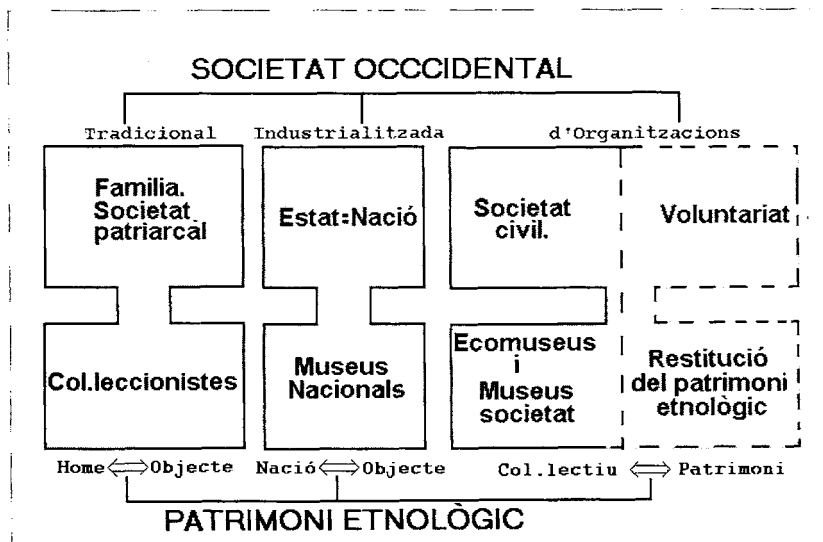 SOCIETAT OCCCIDENTAL
Tradicional Industrialitzada d'Organitzacions
Familia.
Societat
patriarcàl
Estat=Nació
Societat
civil.
Voluntariat
Col.leccionistes
Museus
Nacionals
Ecomuseus
i
Museus
societat
Restitució
del patrimoni
etnològic
Home⇔Objecte Nació⇔Objecte Col.lectiu ⇔ Patrimoni
PATRIMONI ETNOLÒGIC